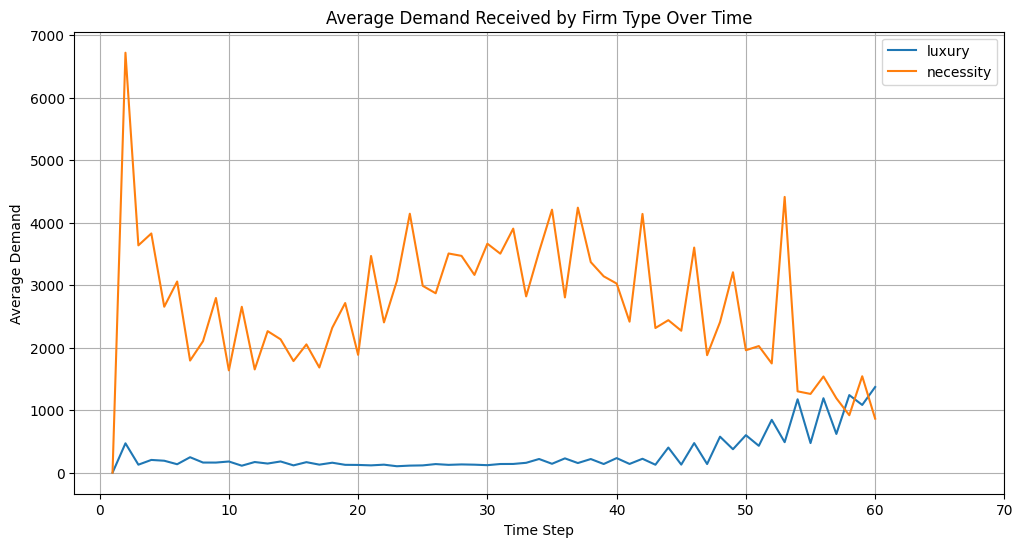 Average Demand Received by Firm Type Over Time
luxury
necessity
Average Demand
7000
6000
5000
4000
3000
2000
1000
0
0 10 20 30 40 50 60 70
Time Step